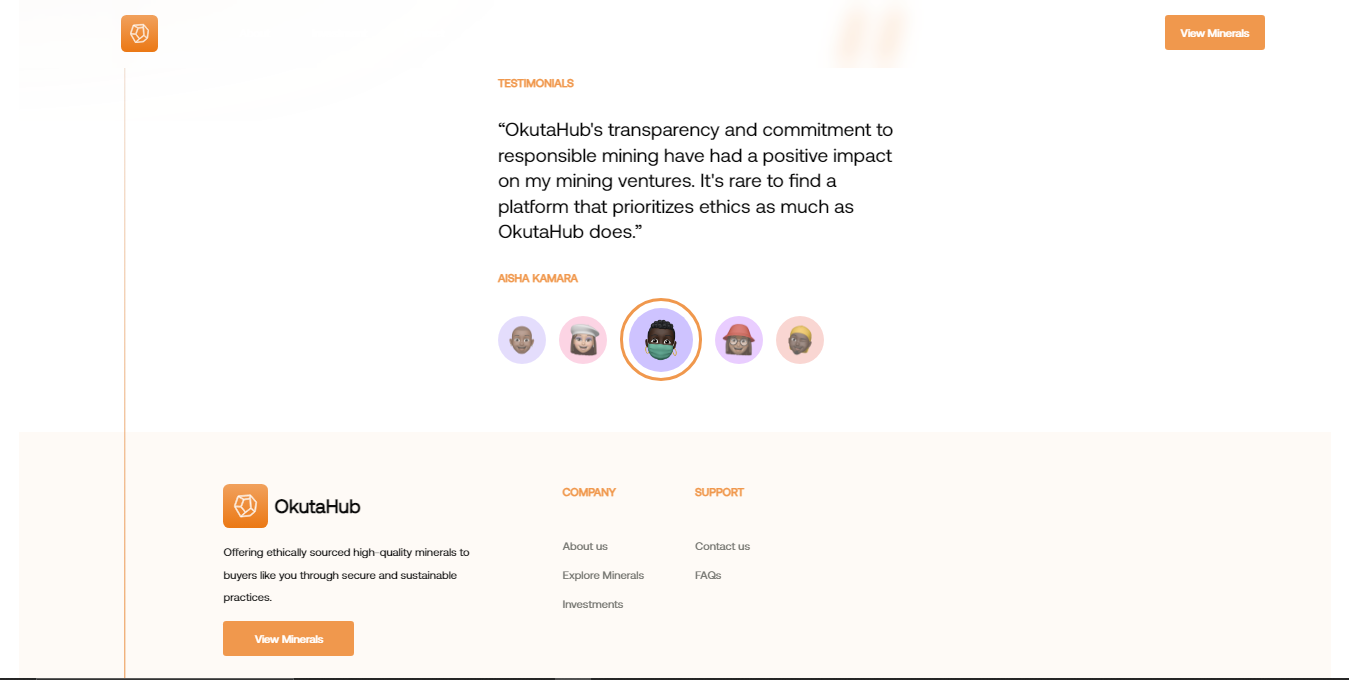 View Minerals
TESTIMONIALS
“OkutaHub's transparency and commitment to
responsible mining have had a positive impact
on my mining ventures. It's rare to find a
platform that prioritizes ethics as much as
OkutaHub does.”
AISHA KAMARA
OkutaHub
Offering ethically sourced high-quality minerals to
buyers like you through secure and sustainable
practices.
View Minerals
COMPANY
About us
Explore Minerals
Investments
SUPPORT
Contact us
FAQs